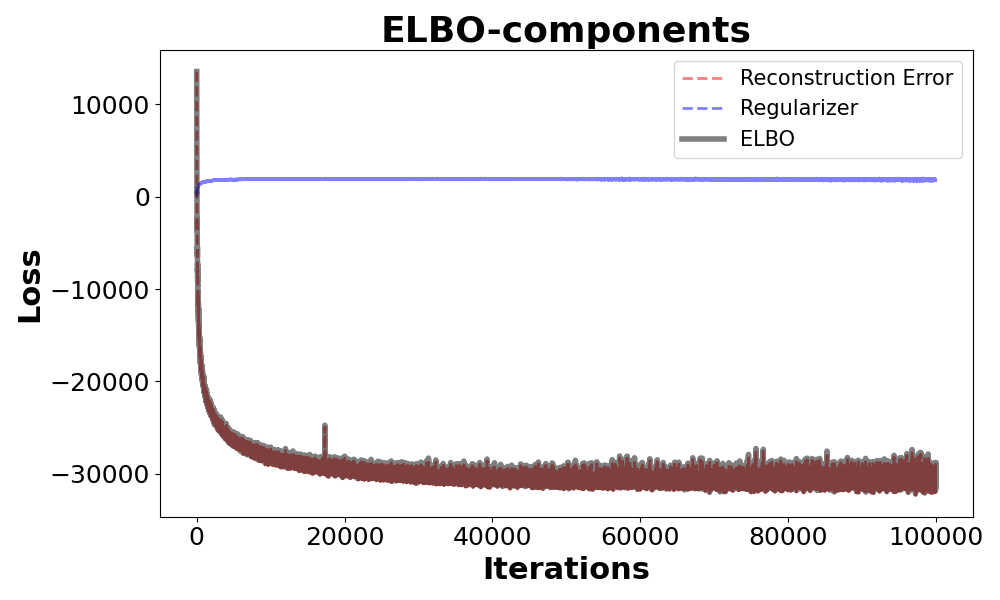 ELBO-components
Reconstruction Error
Regularizer
ELBO
10000
0
−10000
−20000
−30000
Loss
0 20000 40000 60000 80000 100000
Iterations